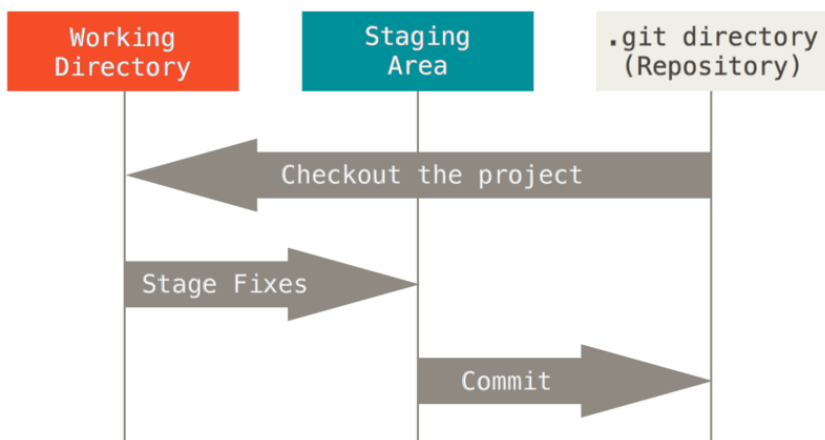 Working
Directory
Staging
Area
.git directory
(Repository)
Checkout the project
Stage Fixes
Commit